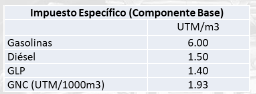 Impuesto Específico (Componente Base)
UTM/m3
Gasolinas 6.00
Diésel 1.50
GLP 1.40
GNC (UTM/1000m3) 1.93